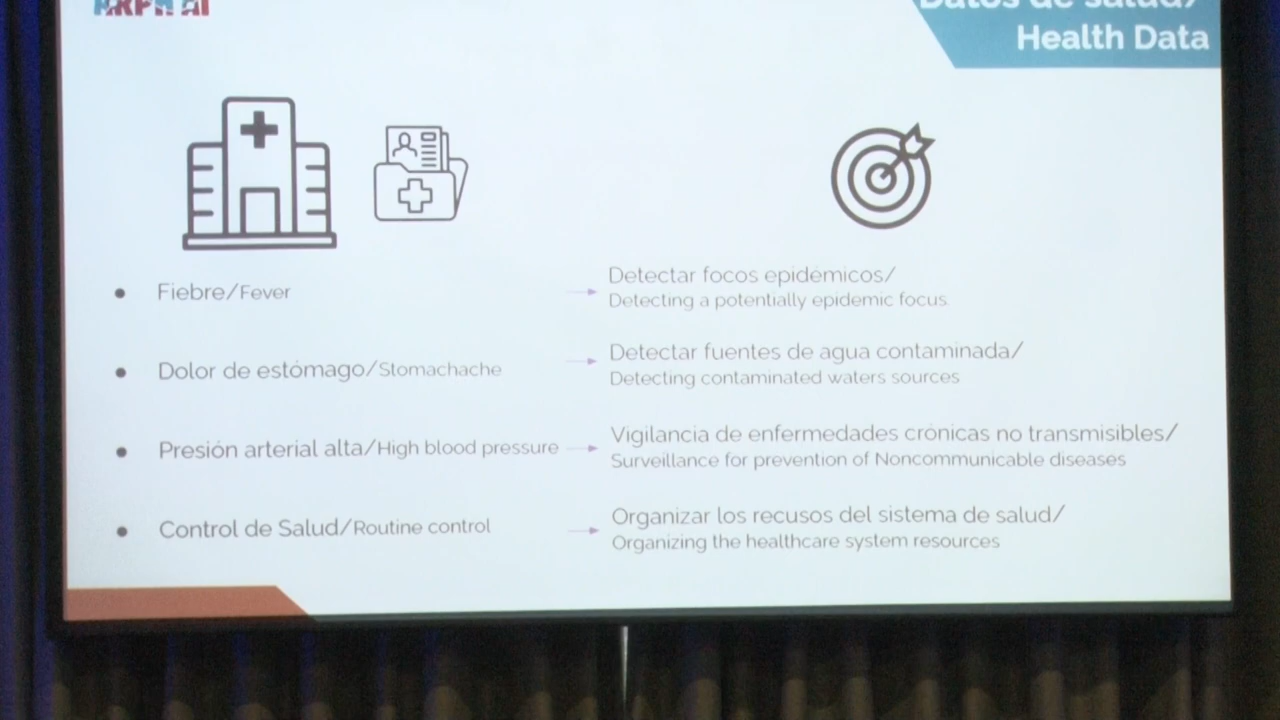 Datos de salud/
Health Data
Fiebre/Fever
Detectar focos epidémicos/
Detecting a potentially epidemic focus.
Dolor de estómago/Stomachache
Detectar fuentes de agua contaminada/
Detecting contaminated waters sources
Presión arterial alta/High blood pressure
Vigilancia de enfermedades crónicas no transmisibles/
Surveillance for prevention of Noncommunicable diseases
Control de Salud/Routine control
Organizar los recusos del sistema de salud/
Organizing the healthcare system resources